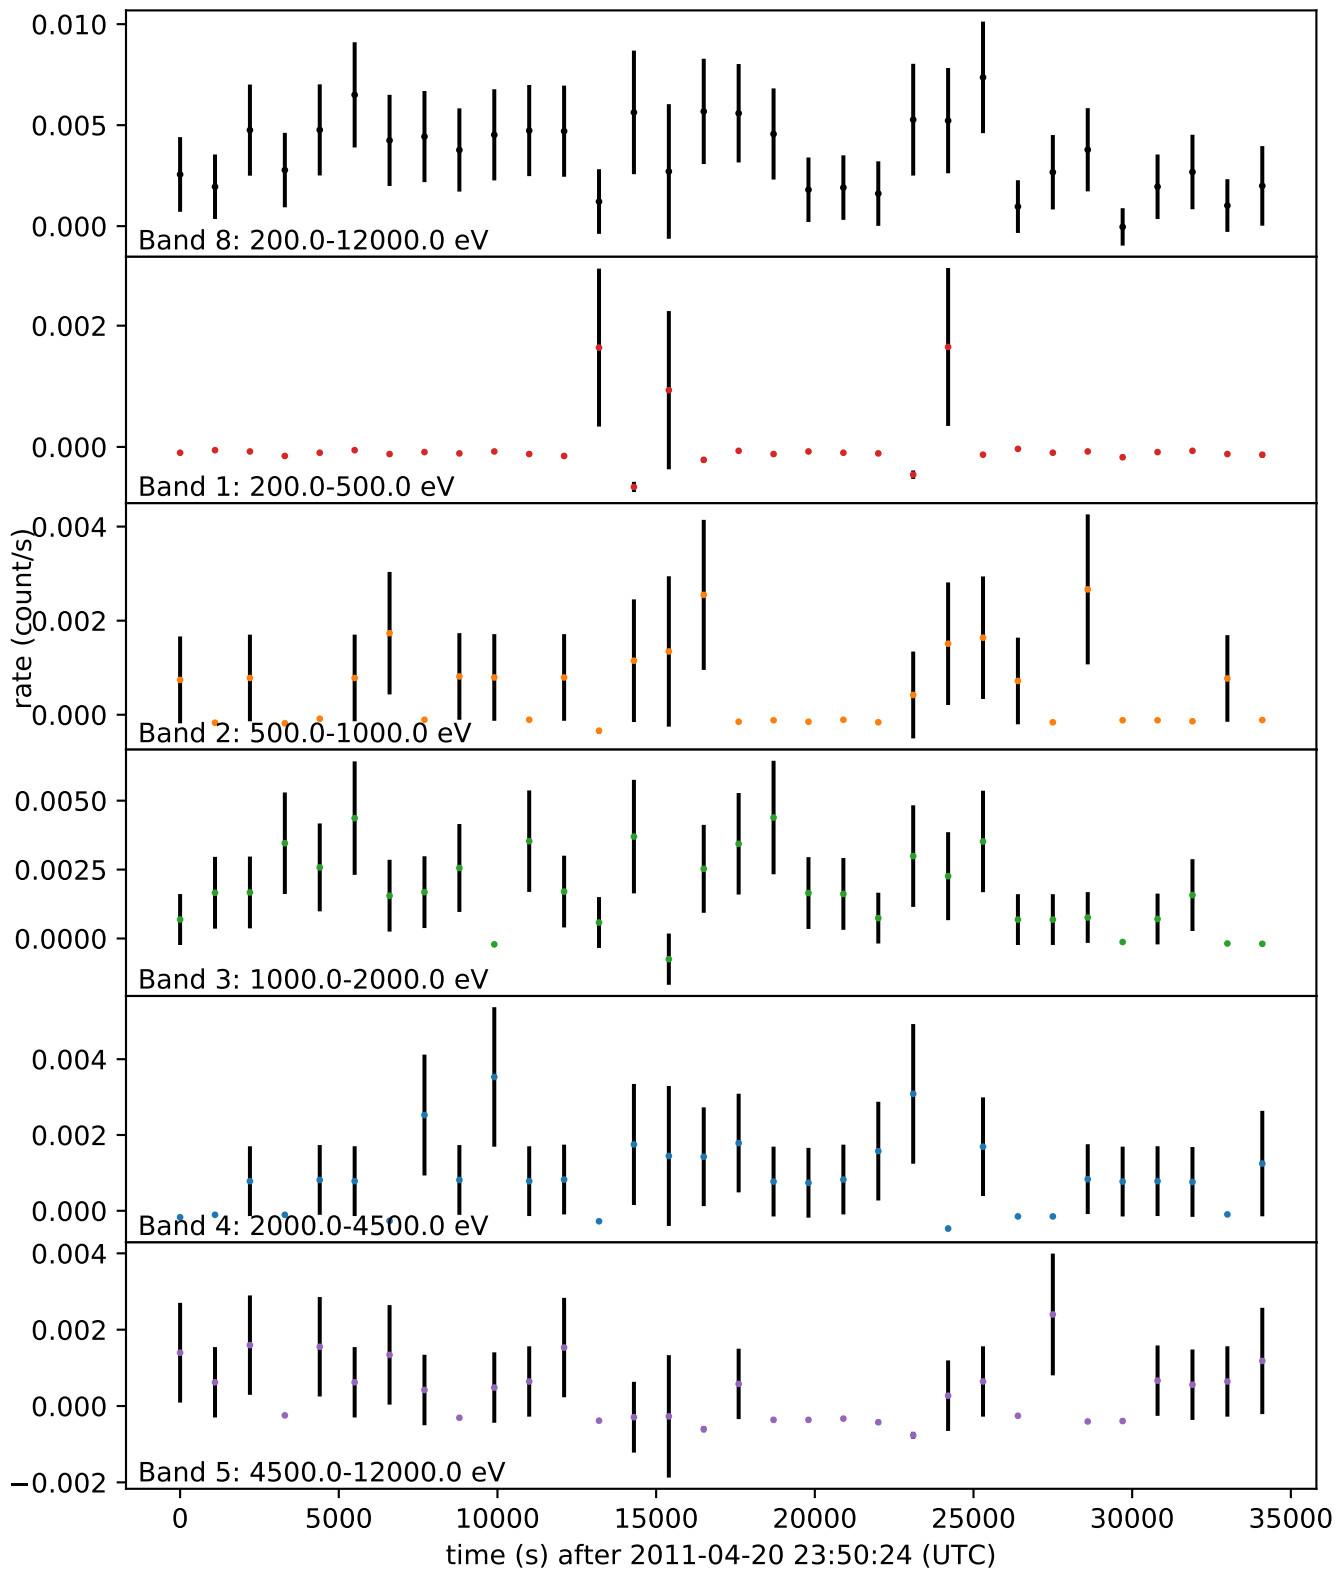 0.010
0.005
0.000
Band 8: 200.0-12000.0 eV
0.002
0.000
Band 1: 200.0-500.0 eV
rate (count/s)
0.004
0.002
0.000
Band 2: 500.0-1000.0 eV
0.0050
0.0025
0.0000
Band 3: 1000.0-2000.0 eV
0.004
0.002
0.000
Band 4: 2000.0-4500.0 eV
0.004
0.002
0.000
−0.002
Band 5: 4500.0-12000.0 eV
0 5000 10000 15000 20000 25000 30000 35000
time (s) after 2011-04-20 23:50:24 (UTC)